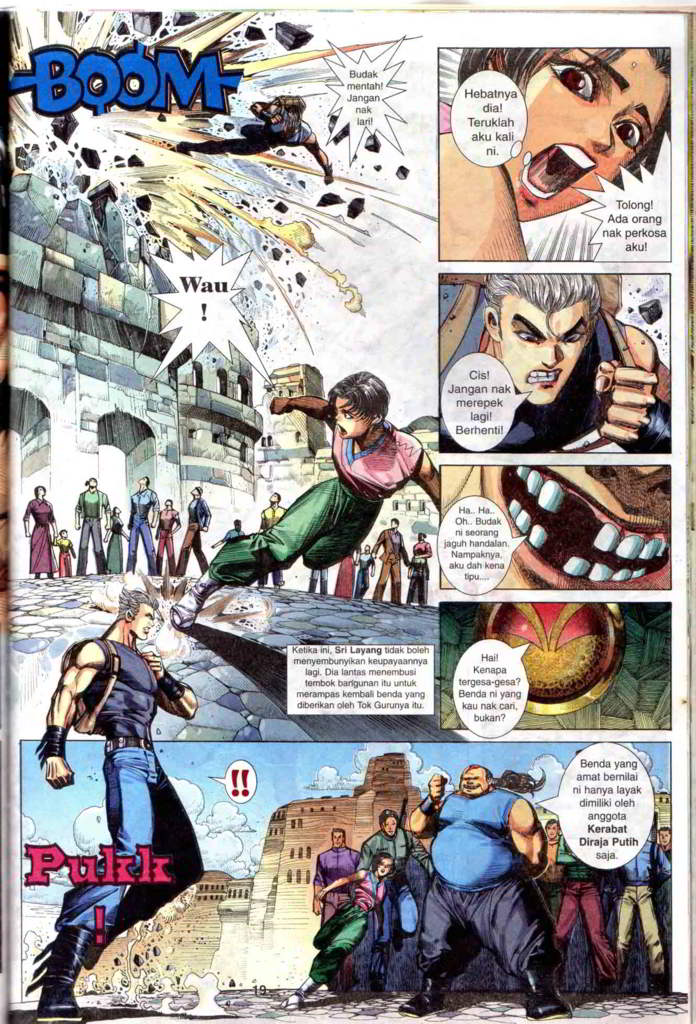 BOOM
Budak
mentah!
Jangan
lari!
Wau
!
Hebatnya
dia!
Teruklah
aku kali
ni.
Tolong!
Ada orang
nak perkosa
aku!
Cis!
Jangan nak
merepek
lagi!
Berhenti!
Ha.. Ha..
Oh.. Budak
ni seorang
jaguh handalan.
Nampaknya,
aku dah kena
tipu....
Ketika ini, Sri Layang tidak boleh
menyembunyikan keupayaannya
lagi. Dia lantas menembusi
tembok bangunan itu untuk
merampas kembali benda yang
diberikan oleh Tok Gurunya itu.
Hai!
Kenapa
tergesa-gesa?
Benda ni yang
kau nak cari,
bukan?
!!
Pukk
!
Benda yang
amat bernilai
ni hanya layak
dimiliki oleh
anggota
Kerabat
Diraja Putih
saja.
19